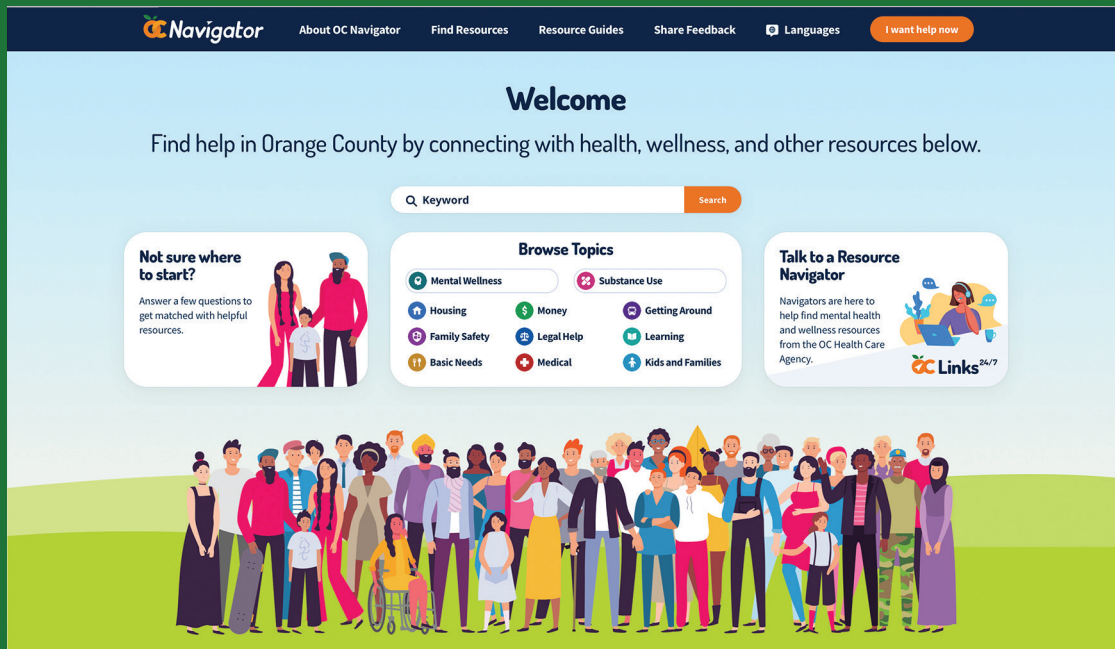 OC Navigator
About OC Navigator
Find Resources
Resource Guides
Share Feedback
Languages
I want help now
Welcome
Find help in Orange County by connecting with health, wellness, and other resources below.
Keyword
Search
Not sure where
to start?
Answer a few questions to
get matched with helpful
resources.
Browse Topics
Mental Wellness
Substance Use
Housing
Money
Getting Around
Family Safety
Legal Help
Learning
Basic Needs
Medical
Kids and Families
Talk to a Resource
Navigator
Navigators are here to
help find mental health
and wellness resources
from the OC Health Care
Agency.
OC Links 24/7